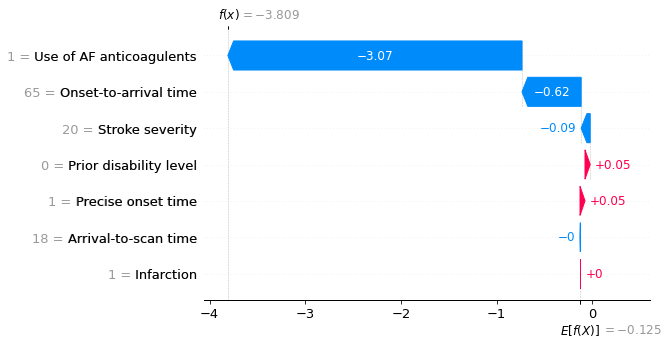 f(x) = −3.809
1 = Use of AF anticoagulents
−3.07
65 = Onset-to-arrival time
−0.62
20 = Stroke severity
−0.09
0 = Prior disability level
+0.05
1 = Precise onset time
+0.05
18 = Arrival-to-scan time
−0
1 = Infarction
+0
−4 −3 −2 −1 0
E[f(X)] = −0.125